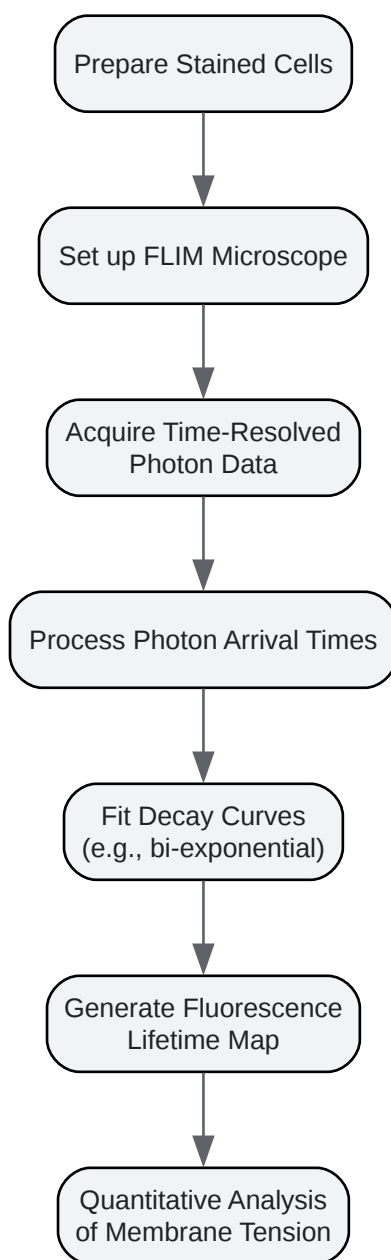 Prepare Stained Cells
Set up FLIM Microscope
Acquire Time-Resolved
Photon Data
Process Photon Arrival Times
Fit Decay Curves
(e.g., bi-exponential)
Generate Fluorescence
Lifetime Map
Quantitative Analysis
of Membrane Tension